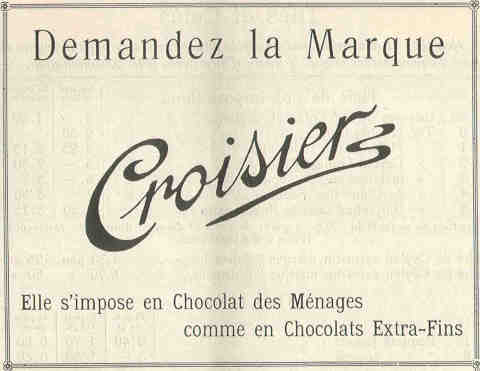 Demandez la Marque
Croisier
Elle s'impose en Chocolat des Ménages
comme en Chocolats Extra-Fins